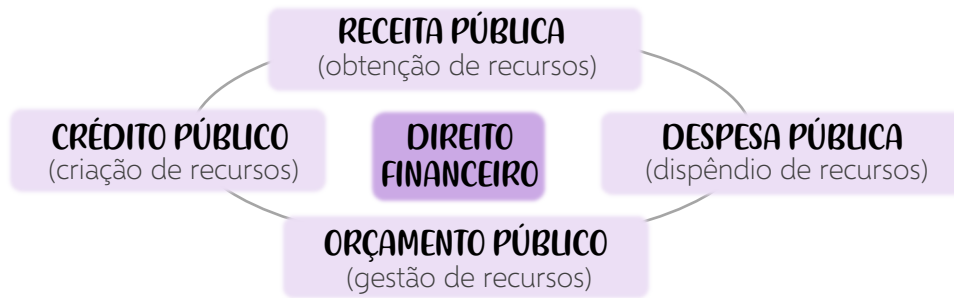 RECEITA PÚBLICA
(obtenção de recursos)
CRÉDITO PÚBLICO
(criação de recursos)
DIREITO
FINANCEIRO
DESPESA PÚBLICA
(dispêndio de recursos)
ORÇAMENTO PÚBLICO
(gestão de recursos)